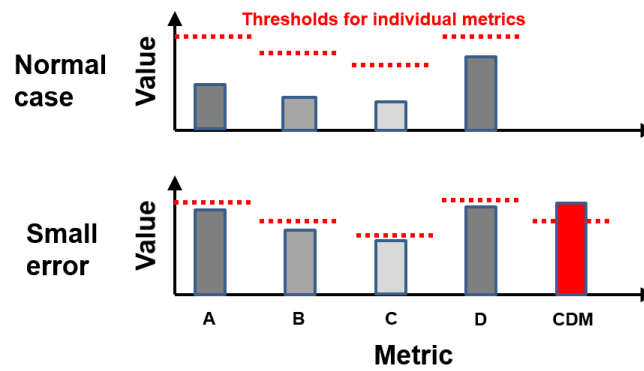 Thresholds for individual metrics
Normal
case
Value
Small
error
Value
A B C D CDM
Metric